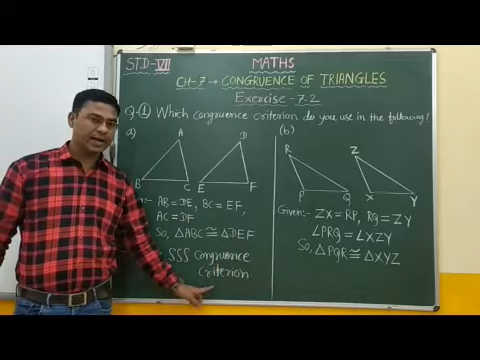 STD-VII
MATHS
CH-7 → CONGRUENCE OF TRIANGLES
Exercise-7.2
Q-① Which congruence criterion do you use in the following?
a)
A
B
C
D
E
F
:- AB=DE, BC=EF,
AC=DF
So, △ABC ≅ △DEF
SSS Congruence
Criterion.
(b)
R
P
Q
Z
X
Y
Given:- ZX=RP, RQ=ZY
∠PRQ=∠XZY
So, △PQR ≅ △XYZ